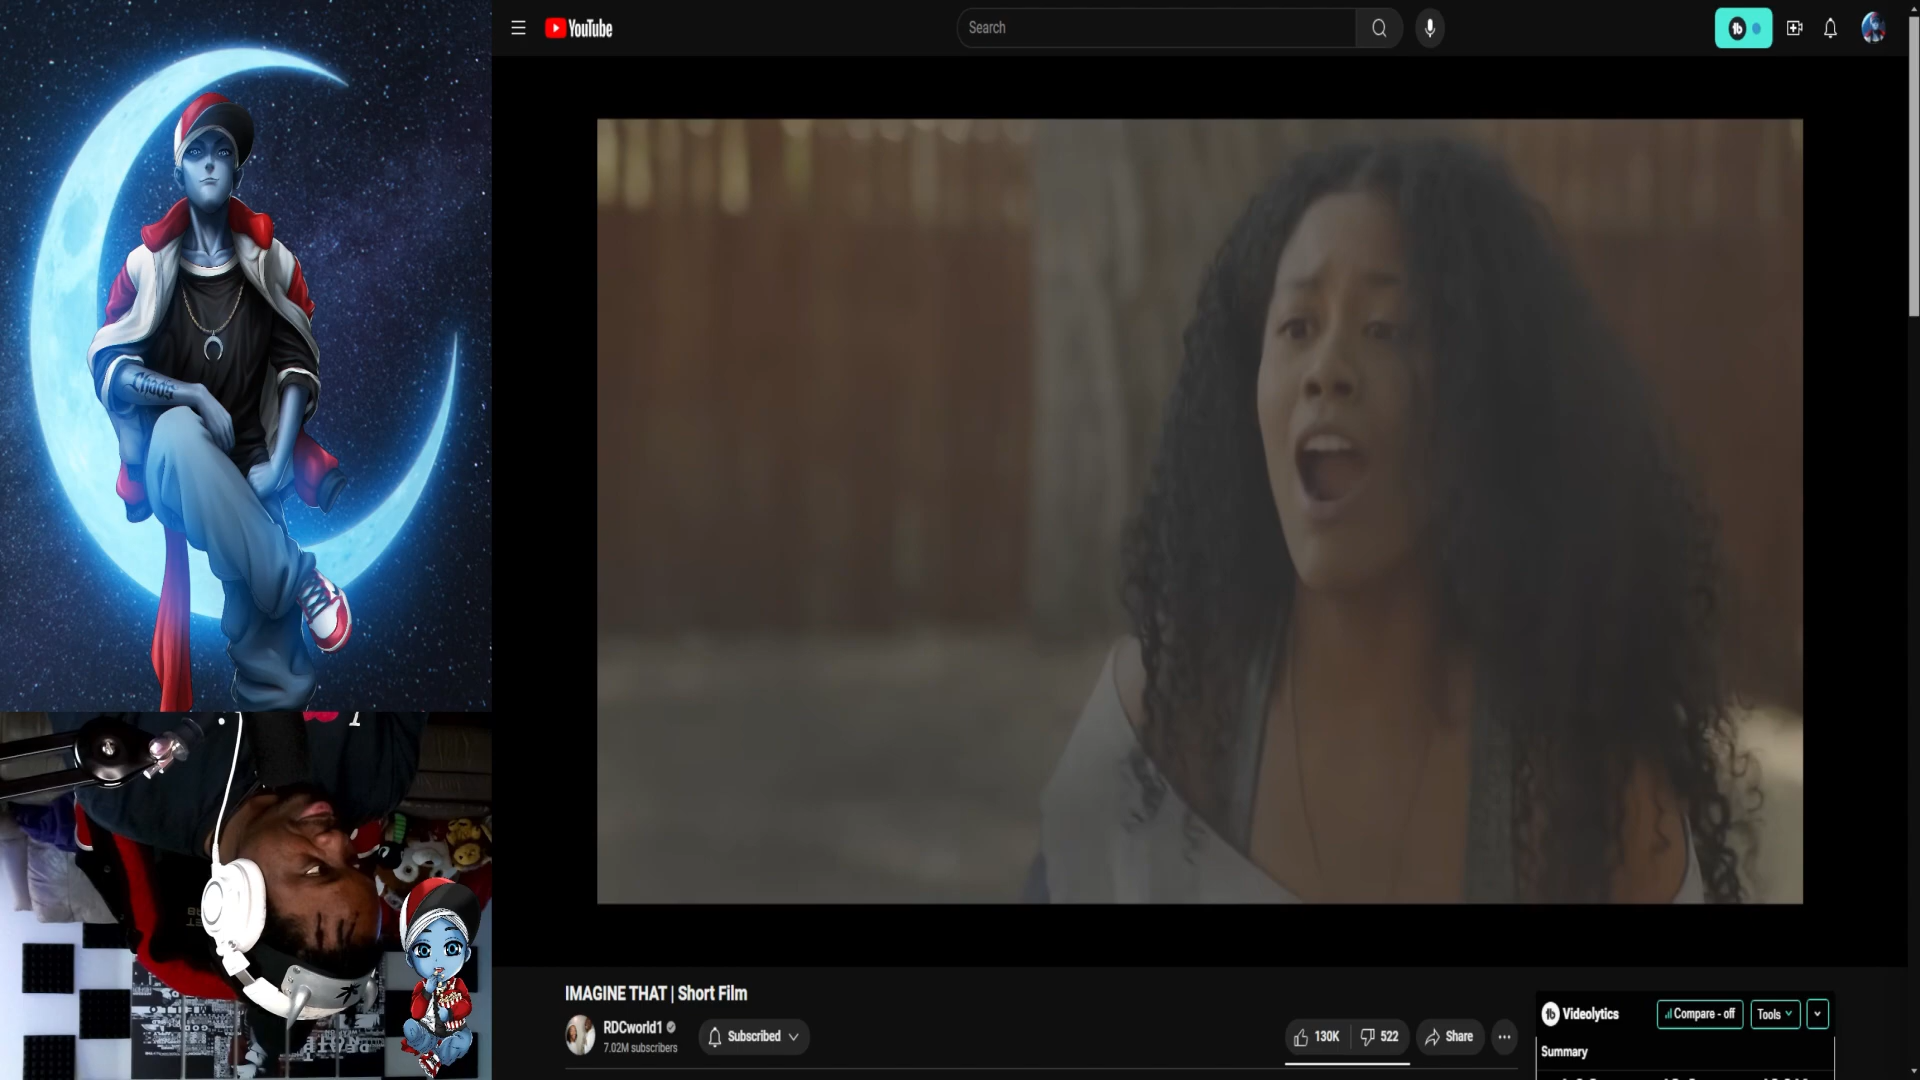 YouTube
Search
Chaos
IMAGINE THAT | Short Film
RDCworld1
7.02M subscribers
Subscribed
130K
522
Share
Videolytics
Compare - off
Tools
Summary